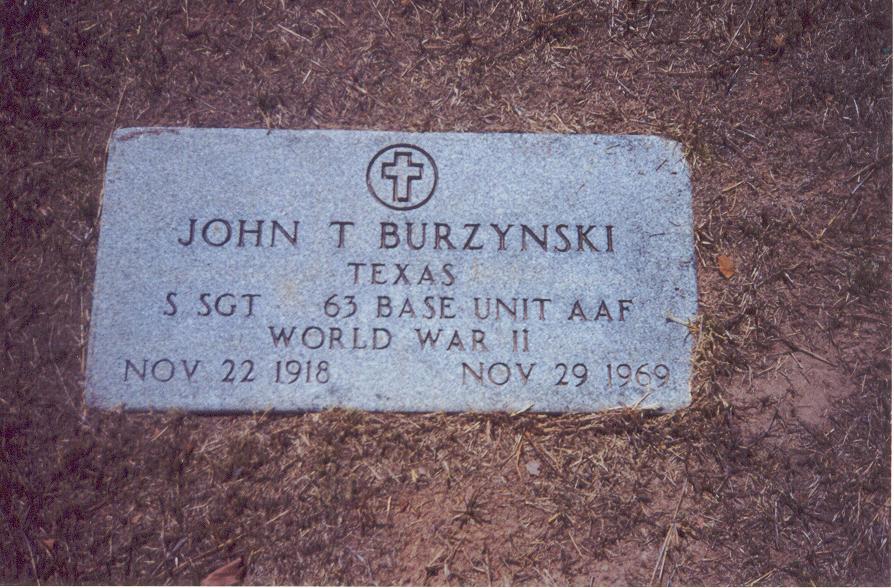 JOHN T BURZYNSKI
TEXAS
S SGT 63 BASE UNIT AAF
WORLD WAR II
NOV 22 1918 NOV 29 1969